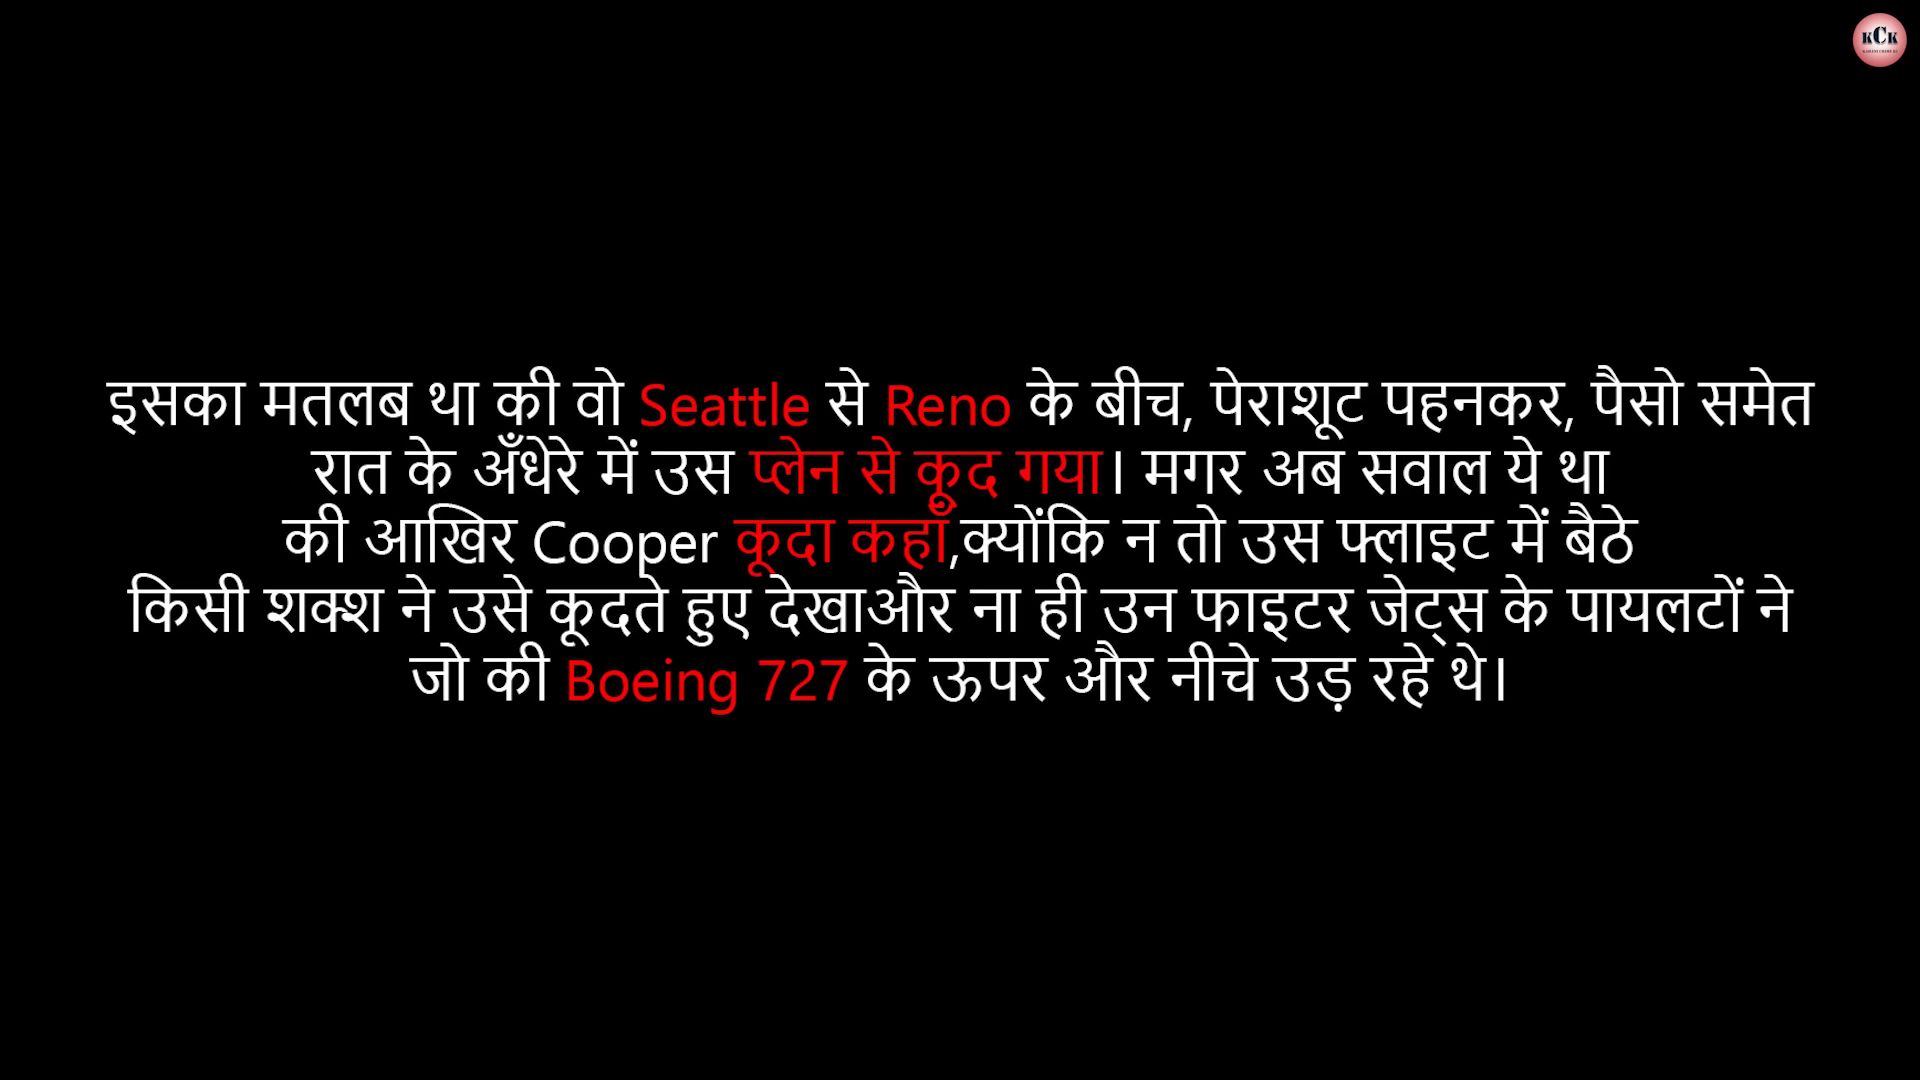 KCK
इसका मतलब था की वो Seattle से Reno के बीच, पेराशूट पहनकर, पैसो समेत
रात के अँधेरे में उस प्लेन से कूद गया। मगर अब सवाल ये था
की आखिर Cooper कूदा कहाँ,क्योंकि न तो उस फ्लाइट में बैठे
किसी शक्श ने उसे कूदते हुए देखाऔर ना ही उन फाइटर जेट्स के पायलटों ने
जो की Boeing 727 के ऊपर और नीचे उड़ रहे थे।